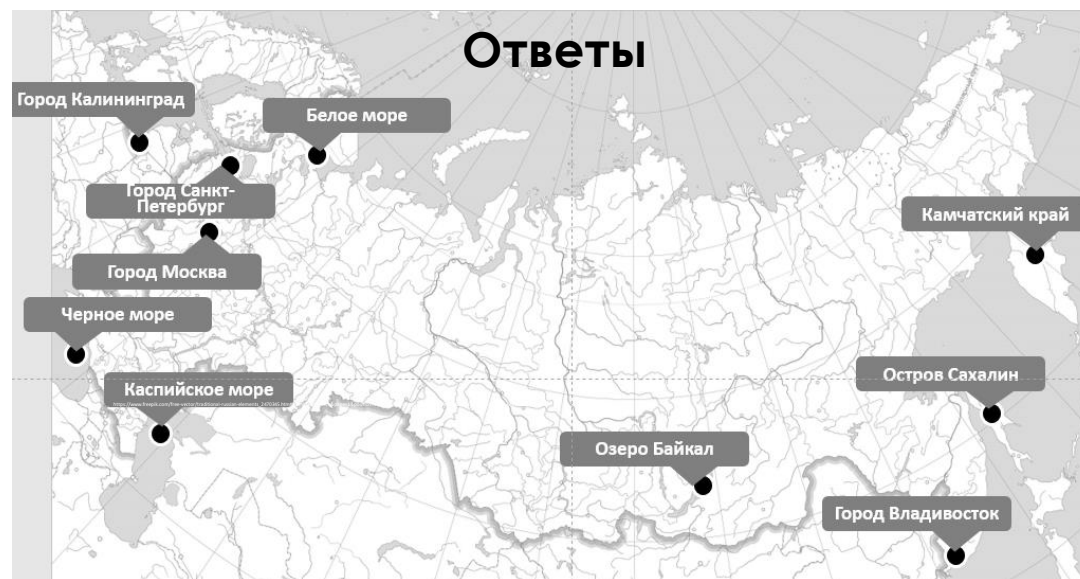 Ответы
Город Калининград
Белое море
Город Санкт-
Петербург
Камчатский край
Город Москва
Черное море
Остров Сахалин
Каспийское море
Озеро Байкал
Город Владивосток